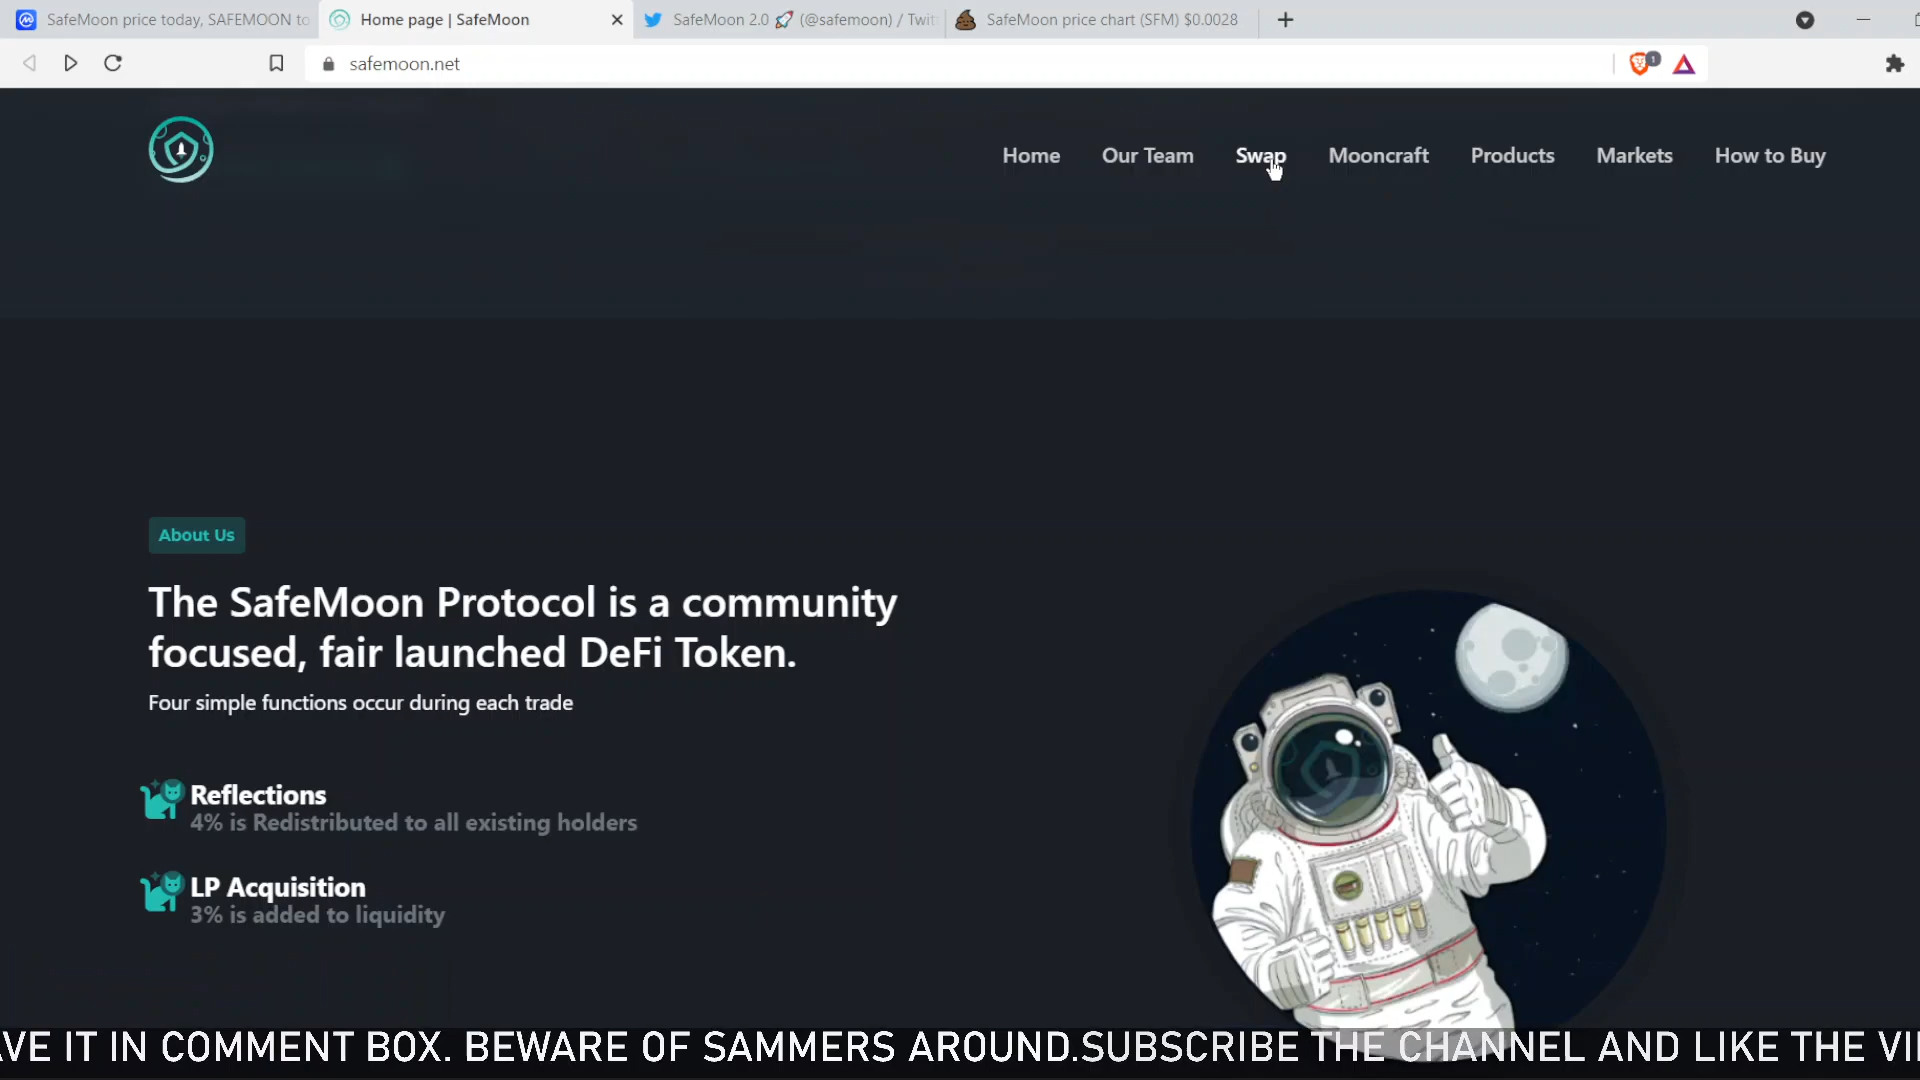 SafeMoon price today, SAFEMOON to
Home page | SafeMoon
SafeMoon 2.0 🚀 (@safemoon) / Twit
SafeMoon price chart (SFM) $0.0028
safemoon.net
1
Home
Our Team
Swap
Mooncraft
Products
Markets
How to Buy
About Us
The SafeMoon Protocol is a community
focused, fair launched DeFi Token.
Four simple functions occur during each trade
Reflections
4% is Redistributed to all existing holders
LP Acquisition
3% is added to liquidity
AVE IT IN COMMENT BOX. BEWARE OF SAMMERS AROUND.SUBSCRIBE THE CHANNEL AND LIKE THE VI